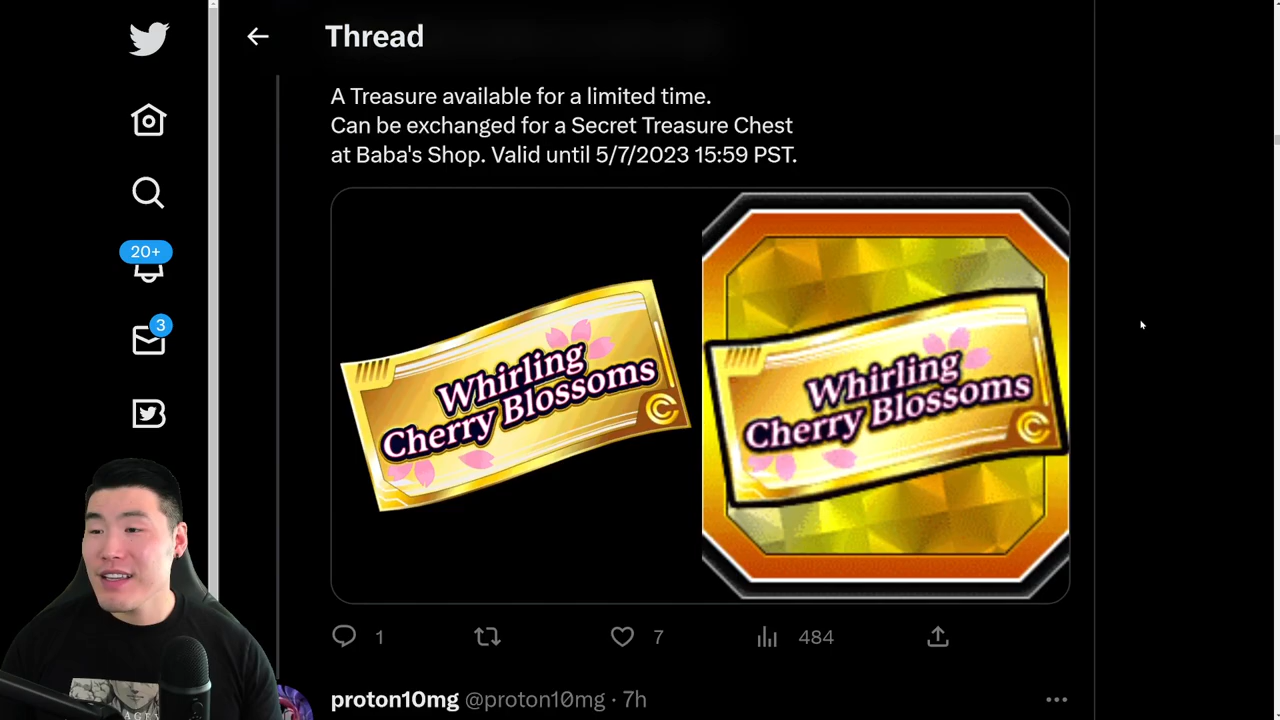 Thread
A Treasure available for a limited time.
Can be exchanged for a Secret Treasure Chest
at Baba's Shop. Valid until 5/7/2023 15:59 PST.
20+
3
Whirling
Cherry Blossoms
C
Whirling
Cherry Blossoms
C
1
7
484
proton10mg @proton10mg · 7h